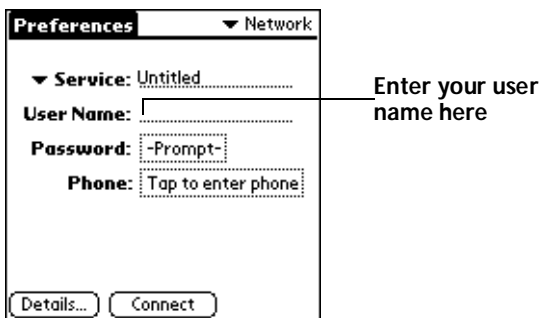 Preferences
Network
Service: Untitled
User Name:
Password: -Prompt-
Phone: Tap to enter phone
Details... Connect
Enter your user
name here